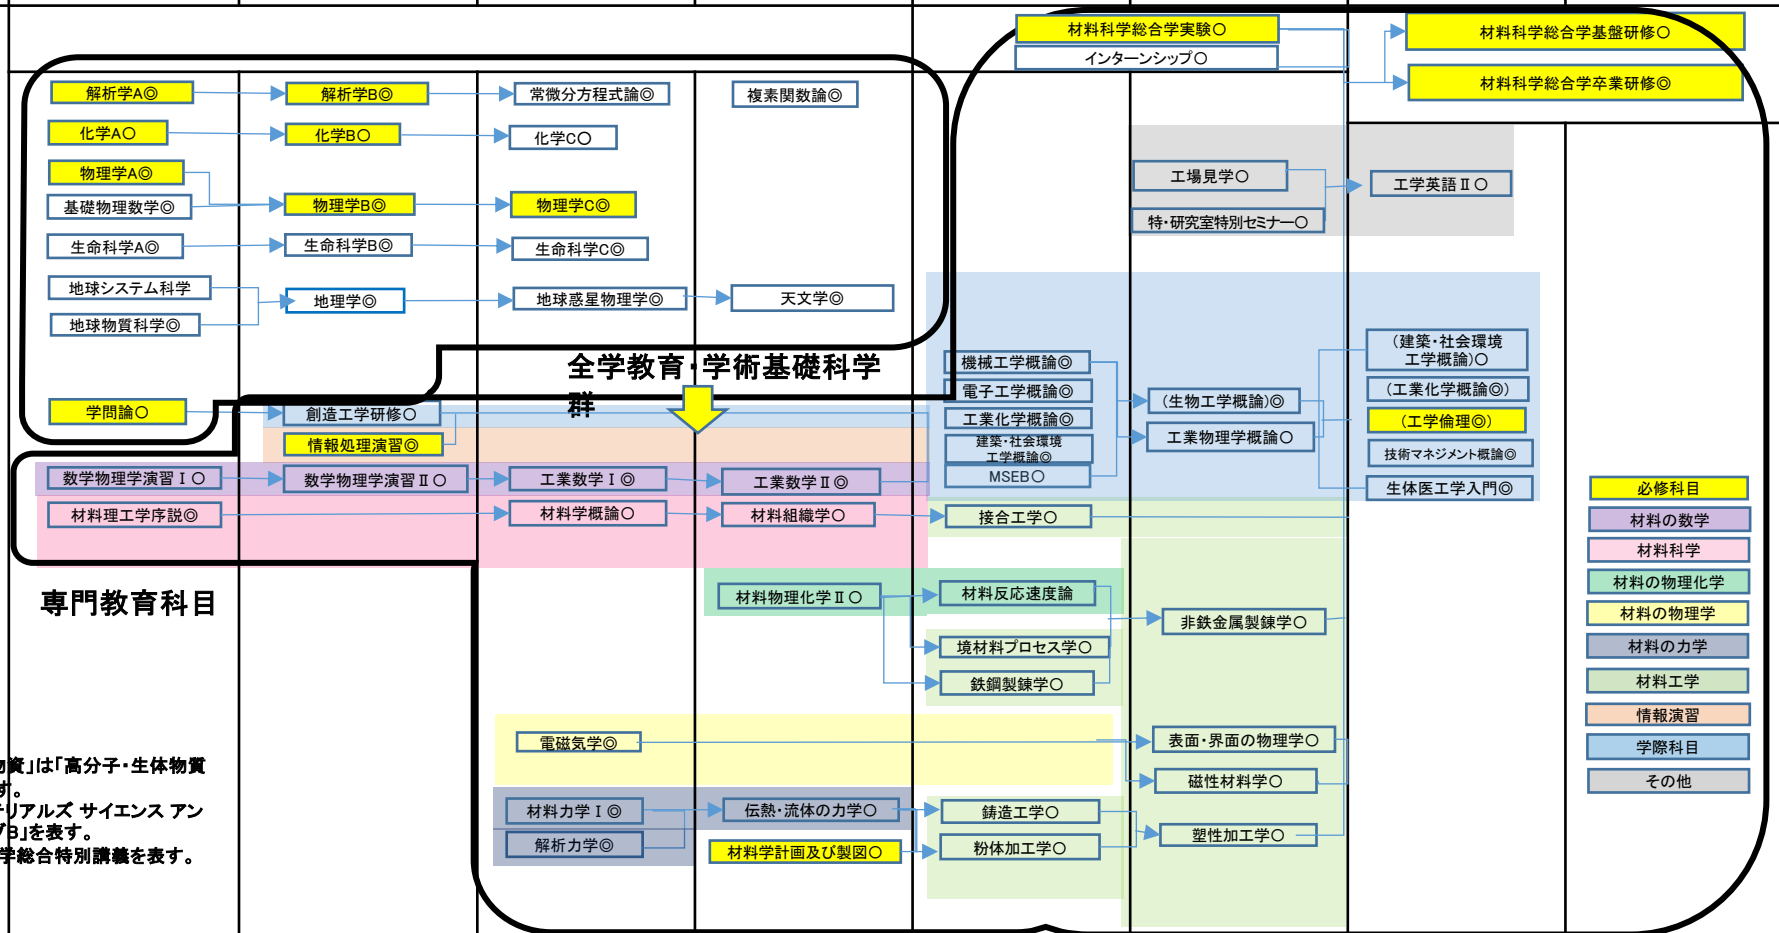 材料科学総合学実験○
インターンシップ○
材料科学総合学基盤研修○
材料科学総合学卒業研修◎
解析学A◎
解析学B◎
常微分方程式論◎
複素関数論◎
化学A○
化学B○
化学C○
物理学A◎
基礎物理数学◎
物理学B◎
物理学C◎
生命科学A◎
生命科学B◎
生命科学C◎
地球システム科学
地球物質科学◎
地理学◎
地球惑星物理学◎
天文学◎
工場見学○
特・研究室特別セミナー○
工学英語Ⅱ○
全学教育・学術基礎科学
群
学問論○
創造工学研修○
情報処理演習◎
機械工学概論◎
電子工学概論◎
工業化学概論◎
建築・社会環境
工学概論◎
MSEB○
(生物工学概論)◎
工業物理学概論○
(建築・社会環境
工学概論)○
(工業化学概論◎)
(工学倫理◎)
技術マネジメント概論◎
生体医工学入門◎
数学物理学演習Ⅰ○
数学物理学演習Ⅱ○
工業数学Ⅰ◎
工業数学Ⅱ◎
材料理工学序説◎
材料学概論○
材料組織学○
接合工学○
専門教育科目
材料物理化学Ⅱ○
材料反応速度論
境材料プロセス学○
鉄鋼製錬学○
非鉄金属製錬学○
電磁気学◎
表面・界面の物理学○
磁性材料学○
材料力学Ⅰ◎
解析力学◎
伝熱・流体の力学○
材料学計画及び製図○
鋳造工学○
粉体加工学○
塑性加工学○
必修科目
材料の数学
材料科学
材料の物理化学
材料の物理学
材料の力学
材料工学
情報演習
学際科目
その他
物資」は「高分子・生体物質
す。
テリアルズ サイエンス アン
グB」を表す。
学総合特別講義を表す。